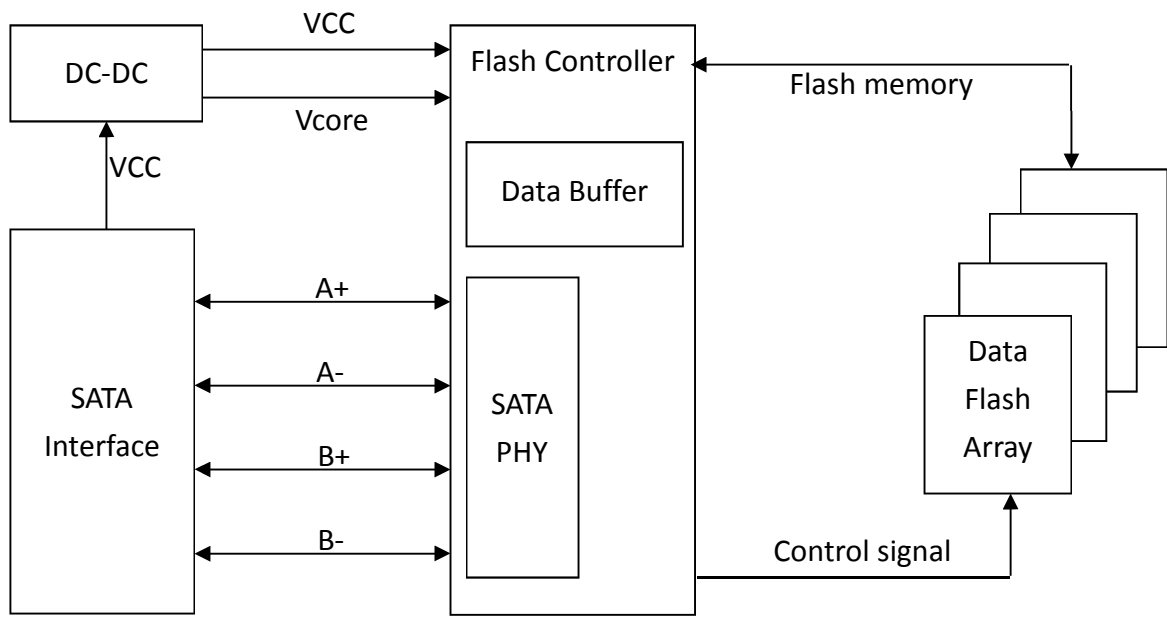 VCC
DC-DC
Flash Controller
Flash memory
Vcore
VCC
Data Buffer
A+
A-
SATA
Interface
SATA
PHY
B+
B-
Data
Flash
Array
Control signal